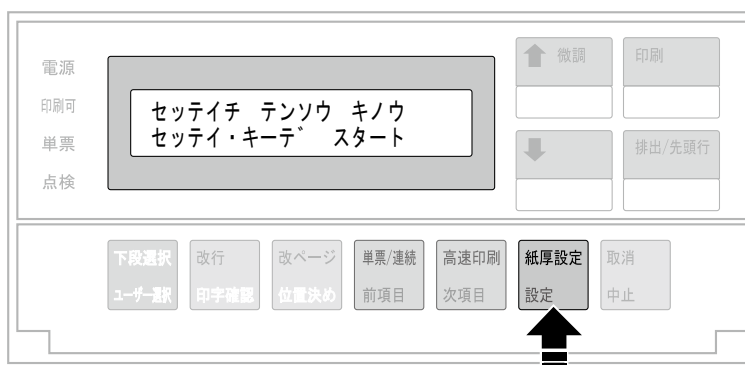 電源
印刷可
単票
点検
セッテイチ テンソウ キノウ
セッテイ・キーデ゛ スタート
微調
印刷
排出/先頭行
下段選択
ユーザー選択
改行
印字確認
改ページ
位置決め
単票/連続
前項目
高速印刷
次項目
紙厚設定
設定
取消
中止